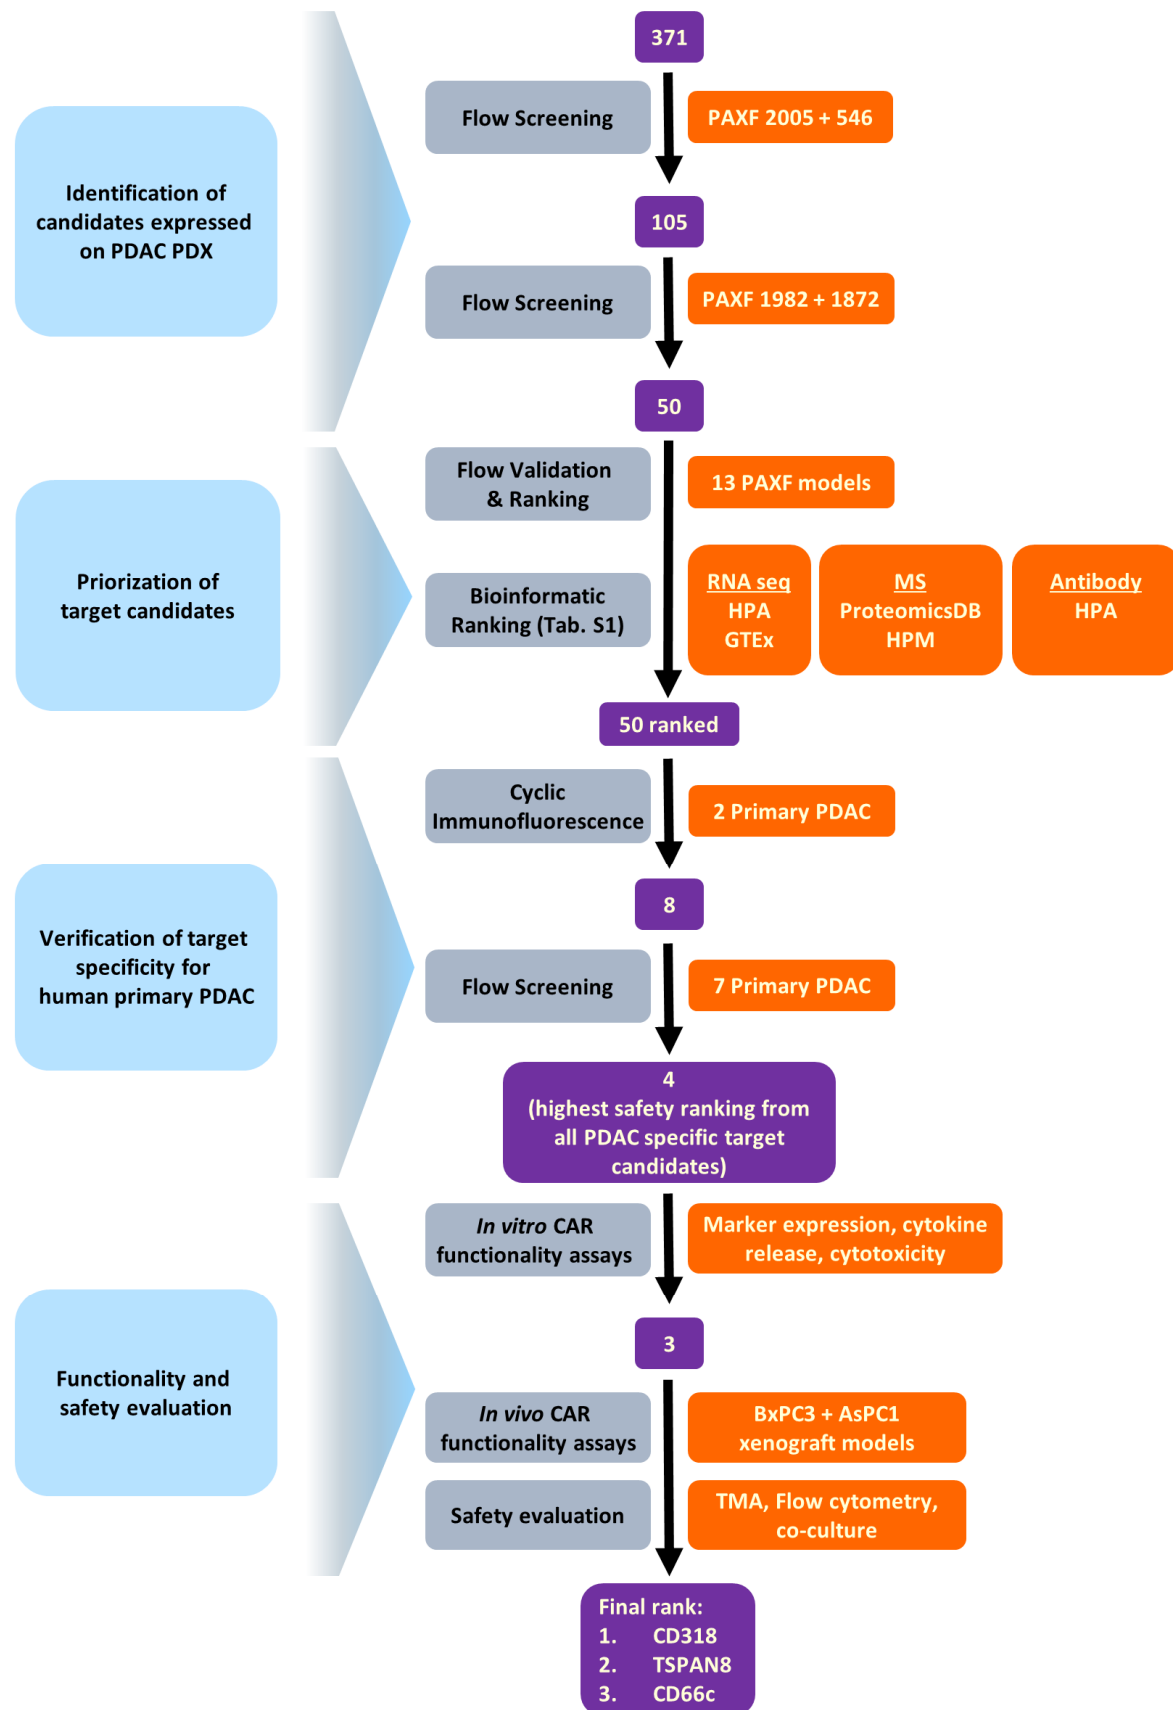 371
Flow Screening
PAXF 2005 + 546
Identification of
candidates expressed
on PDAC PDX
105
Flow Screening
PAXF 1982 + 1872
50
Flow Validation
& Ranking
13 PAXF models
Priorization of
target candidates
Bioinformatic
Ranking (Tab. S1)
RNA seq
HPA
GTEx
MS
ProteomicsDB
HPM
Antibody
HPA
50 ranked
Cyclic
Immunofluorescence
2 Primary PDAC
8
Verification of target
specificity for
human primary PDAC
Flow Screening
7 Primary PDAC
4
(highest safety ranking from
all PDAC specific target
candidates)
In vitro CAR
functionality assays
Marker expression, cytokine
release, cytotoxicity
3
Functionality and
safety evaluation
In vivo CAR
functionality assays
BxPC3 + AsPC1
xenograft models
Safety evaluation
TMA, Flow cytometry,
co-culture
Final rank:
1. CD318
2. TSPAN8
3. CD66c